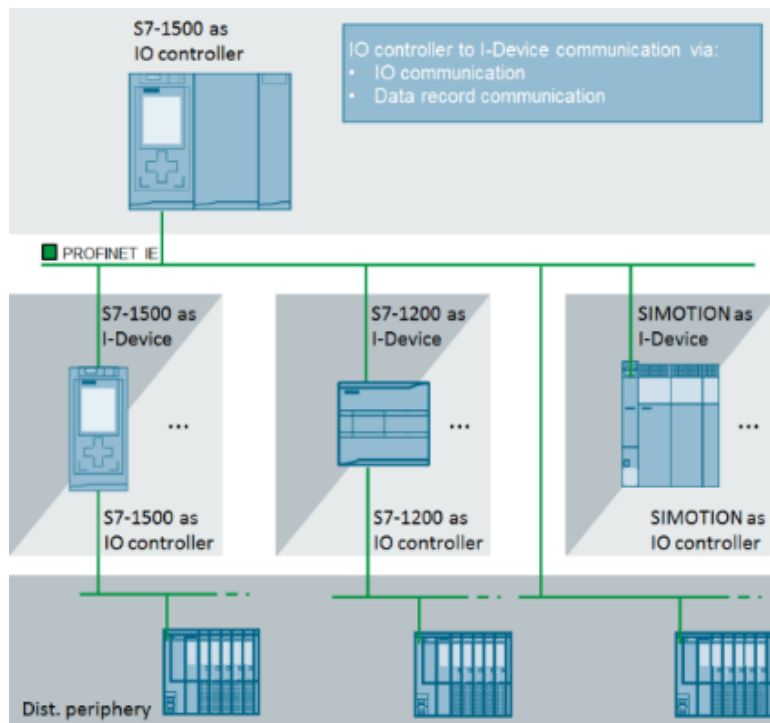 S7-1500 as
IO controller
IO controller to I-Device communication via:
• IO communication
• Data record communication
PROFINET IE
S7-1500 as
I-Device
S7-1200 as
I-Device
SIMOTION as
I-Device
...
...
...
S7-1500 as
IO controller
S7-1200 as
IO controller
SIMOTION as
IO controller
Dist. periphery